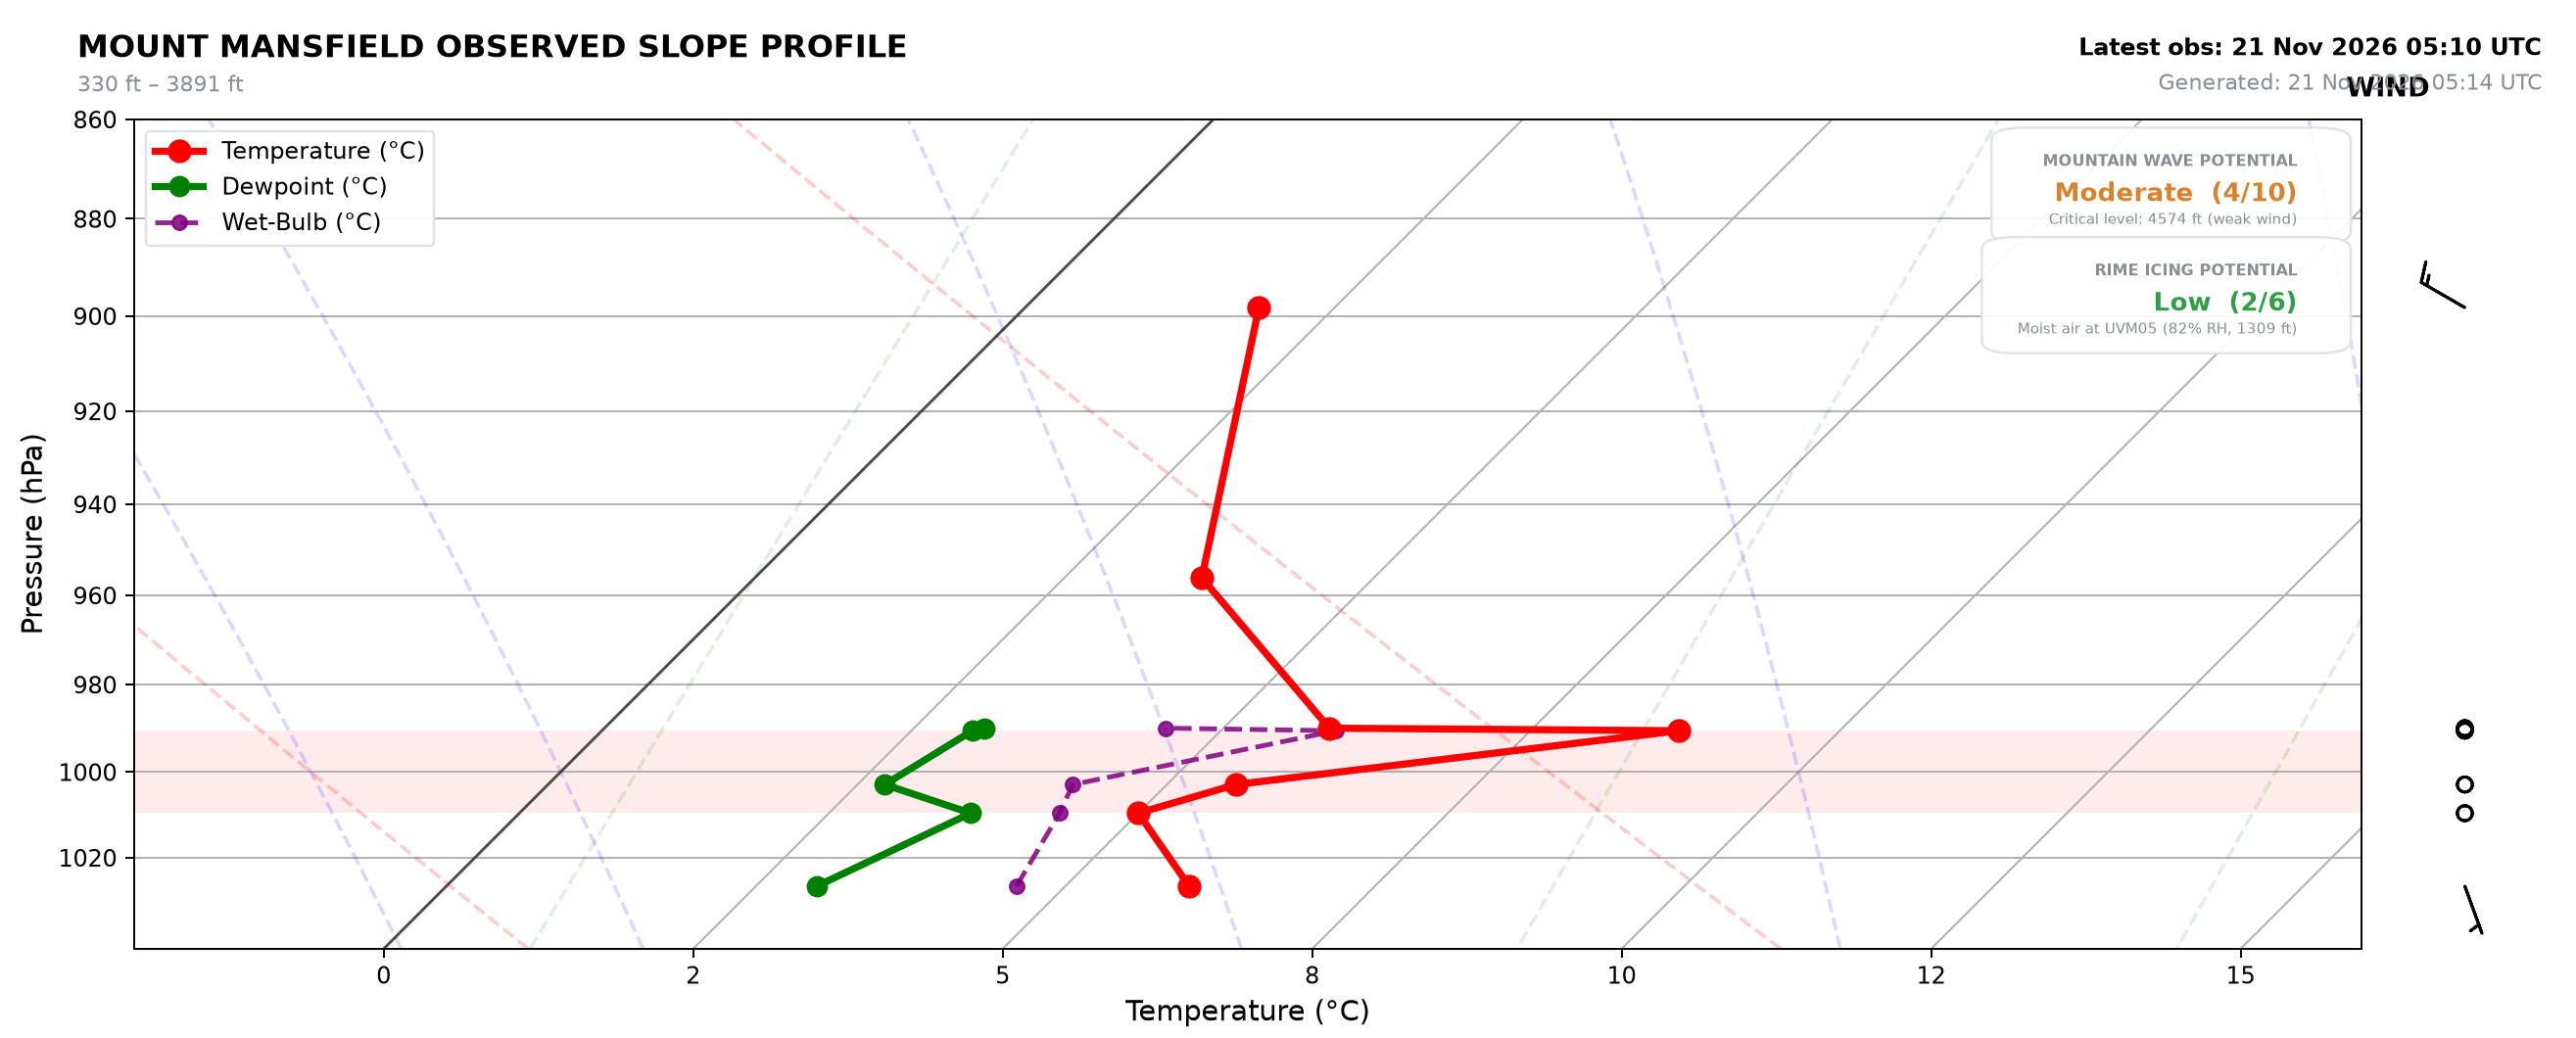 MOUNT MANSFIELD OBSERVED SLOPE PROFILE
330 ft – 3891 ft
Latest obs: 21 Nov 2026 05:10 UTC
Generated: 21 Nov 2026 05:14 UTC
WIND
Temperature (°C)
Dewpoint (°C)
Wet-Bulb (°C)
MOUNTAIN WAVE POTENTIAL
Moderate (4/10)
Critical level: 4574 ft (weak wind)
RIME ICING POTENTIAL
Low (2/6)
Moist air at UVM05 (82% RH, 1309 ft)
Pressure (hPa)
860
880
900
920
940
960
980
1000
1020
0 2 5 8 10 12 15
Temperature (°C)